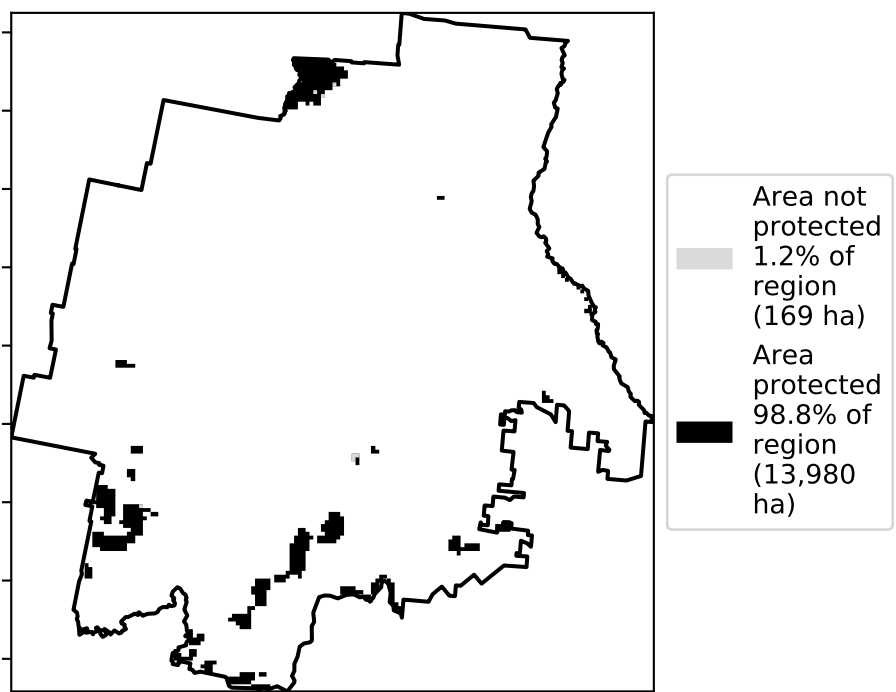 Area not
protected
1.2% of
region
(169 ha)
Area
protected
98.8% of
region
(13,980
ha)